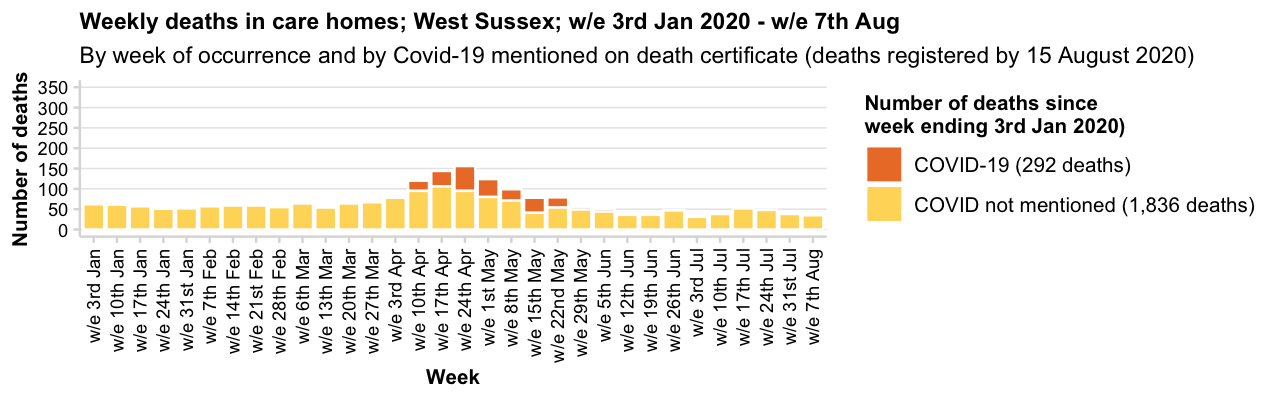 Weekly deaths in care homes; West Sussex; w/e 3rd Jan 2020 - w/e 7th Aug
By week of occurrence and by Covid-19 mentioned on death certificate (deaths registered by 15 August 2020)
Number of deaths
350
300
250
200
150
100
50
0
w/e 3rd Jan
w/e 10th Jan
w/e 17th Jan
w/e 24th Jan
w/e 31st Jan
w/e 7th Feb
w/e 14th Feb
w/e 21st Feb
w/e 28th Feb
w/e 6th Mar
w/e 13th Mar
w/e 20th Mar
w/e 27th Mar
w/e 3rd Apr
w/e 10th Apr
w/e 17th Apr
w/e 24th Apr
w/e 1st May
w/e 8th May
w/e 15th May
w/e 22nd May
w/e 29th May
w/e 5th Jun
w/e 12th Jun
w/e 19th Jun
w/e 26th Jun
w/e 3rd Jul
w/e 10th Jul
w/e 17th Jul
w/e 24th Jul
w/e 31st Jul
w/e 7th Aug
Week
Number of deaths since
week ending 3rd Jan 2020)
COVID-19 (292 deaths)
COVID not mentioned (1,836 deaths)